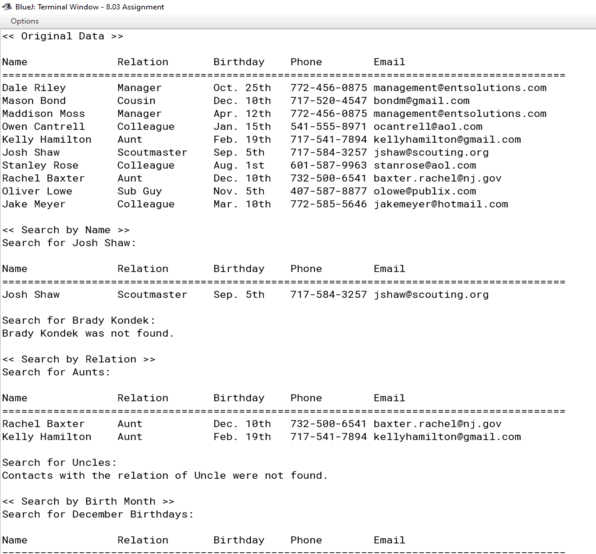 BlueJ: Terminal Window - 8.03 Assignment
Options
<< Original Data >>
Name Relation Birthday Phone Email
================================================================================
Dale Riley Manager Oct. 25th 772-456-0875 management@entsolutions.com
Mason Bond Cousin Dec. 10th 717-520-4547 bondm@gmail.com
Maddison Moss Manager Apr. 12th 772-456-0875 management@entsolutions.com
Owen Cantrell Colleague Jan. 15th 541-555-8971 ocantrell@aol.com
Kelly Hamilton Aunt Feb. 19th 717-541-7894 kellyhamilton@gmail.com
Josh Shaw Scoutmaster Sep. 5th 717-584-3257 jshaw@scouting.org
Stanley Rose Colleague Aug. 1st 601-587-9963 stanrose@aol.com
Rachel Baxter Aunt Dec. 10th 732-500-6541 baxter.rachel@nj.gov
Oliver Lowe Sub Guy Nov. 5th 407-587-8877 olowe@publix.com
Jake Meyer Colleague Mar. 10th 772-585-5646 jakemeyer@hotmail.com
<< Search by Name >>
Search for Josh Shaw:
Name Relation Birthday Phone Email
================================================================================
Josh Shaw Scoutmaster Sep. 5th 717-584-3257 jshaw@scouting.org
Search for Brady Kondek:
Brady Kondek was not found.
<< Search by Relation >>
Search for Aunts:
Name Relation Birthday Phone Email
================================================================================
Rachel Baxter Aunt Dec. 10th 732-500-6541 baxter.rachel@nj.gov
Kelly Hamilton Aunt Feb. 19th 717-541-7894 kellyhamilton@gmail.com
Search for Uncles:
Contacts with the relation of Uncle were not found.
<< Search by Birth Month >>
Search for December Birthdays:
Name Relation Birthday Phone Email
================================================================================